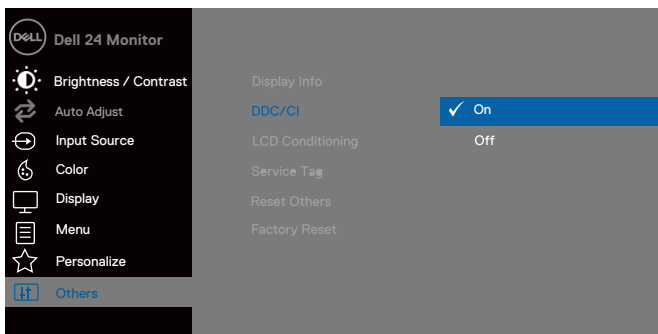 DELL Dell 24 Monitor
Brightness / Contrast
Auto Adjust
Input Source
Color
Display
Menu
Personalize
Others
Display Info
DDC/CI
LCD Conditioning
Service Tag
Reset Others
Factory Reset
On
Off